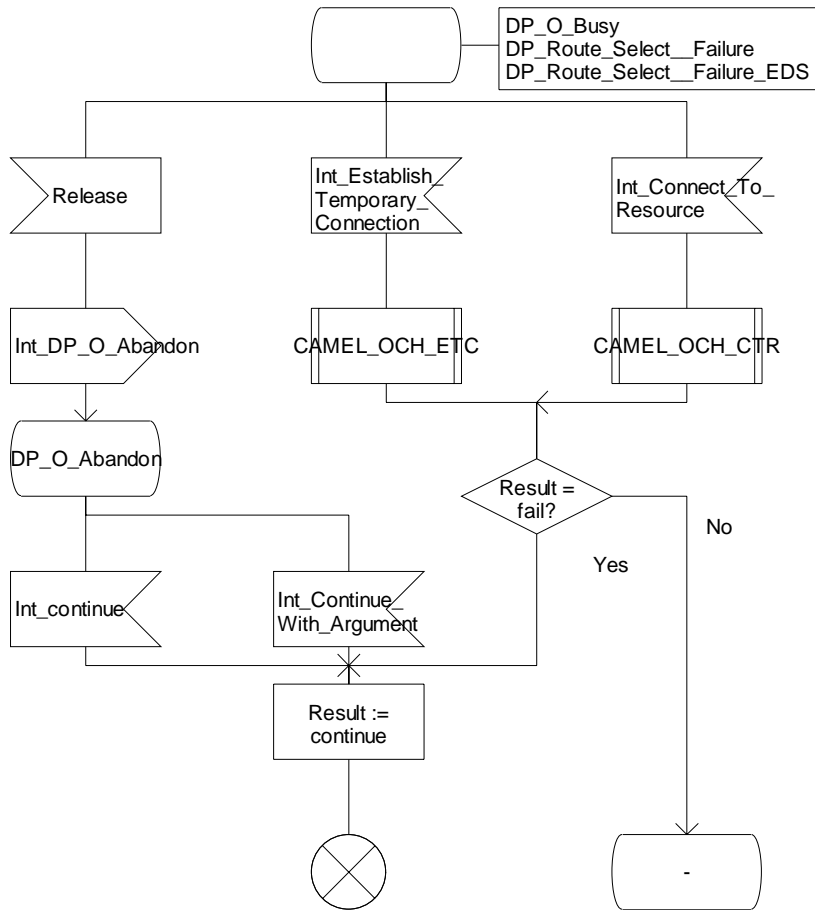 DP_O_Busy
DP_Route_Select__Failure
DP_Route_Select__Failure_EDS
Release
Int_Establish_
Temporary_
Connection
Int_Connect_To_
Resource
Int_DP_O_Abandon
CAMEL_OCH_ETC
CAMEL_OCH_CTR
DP_O_Abandon
Result =
fail?
No
Yes
Int_continue
Int_Continue_
With_Argument
Result :=
continue
-